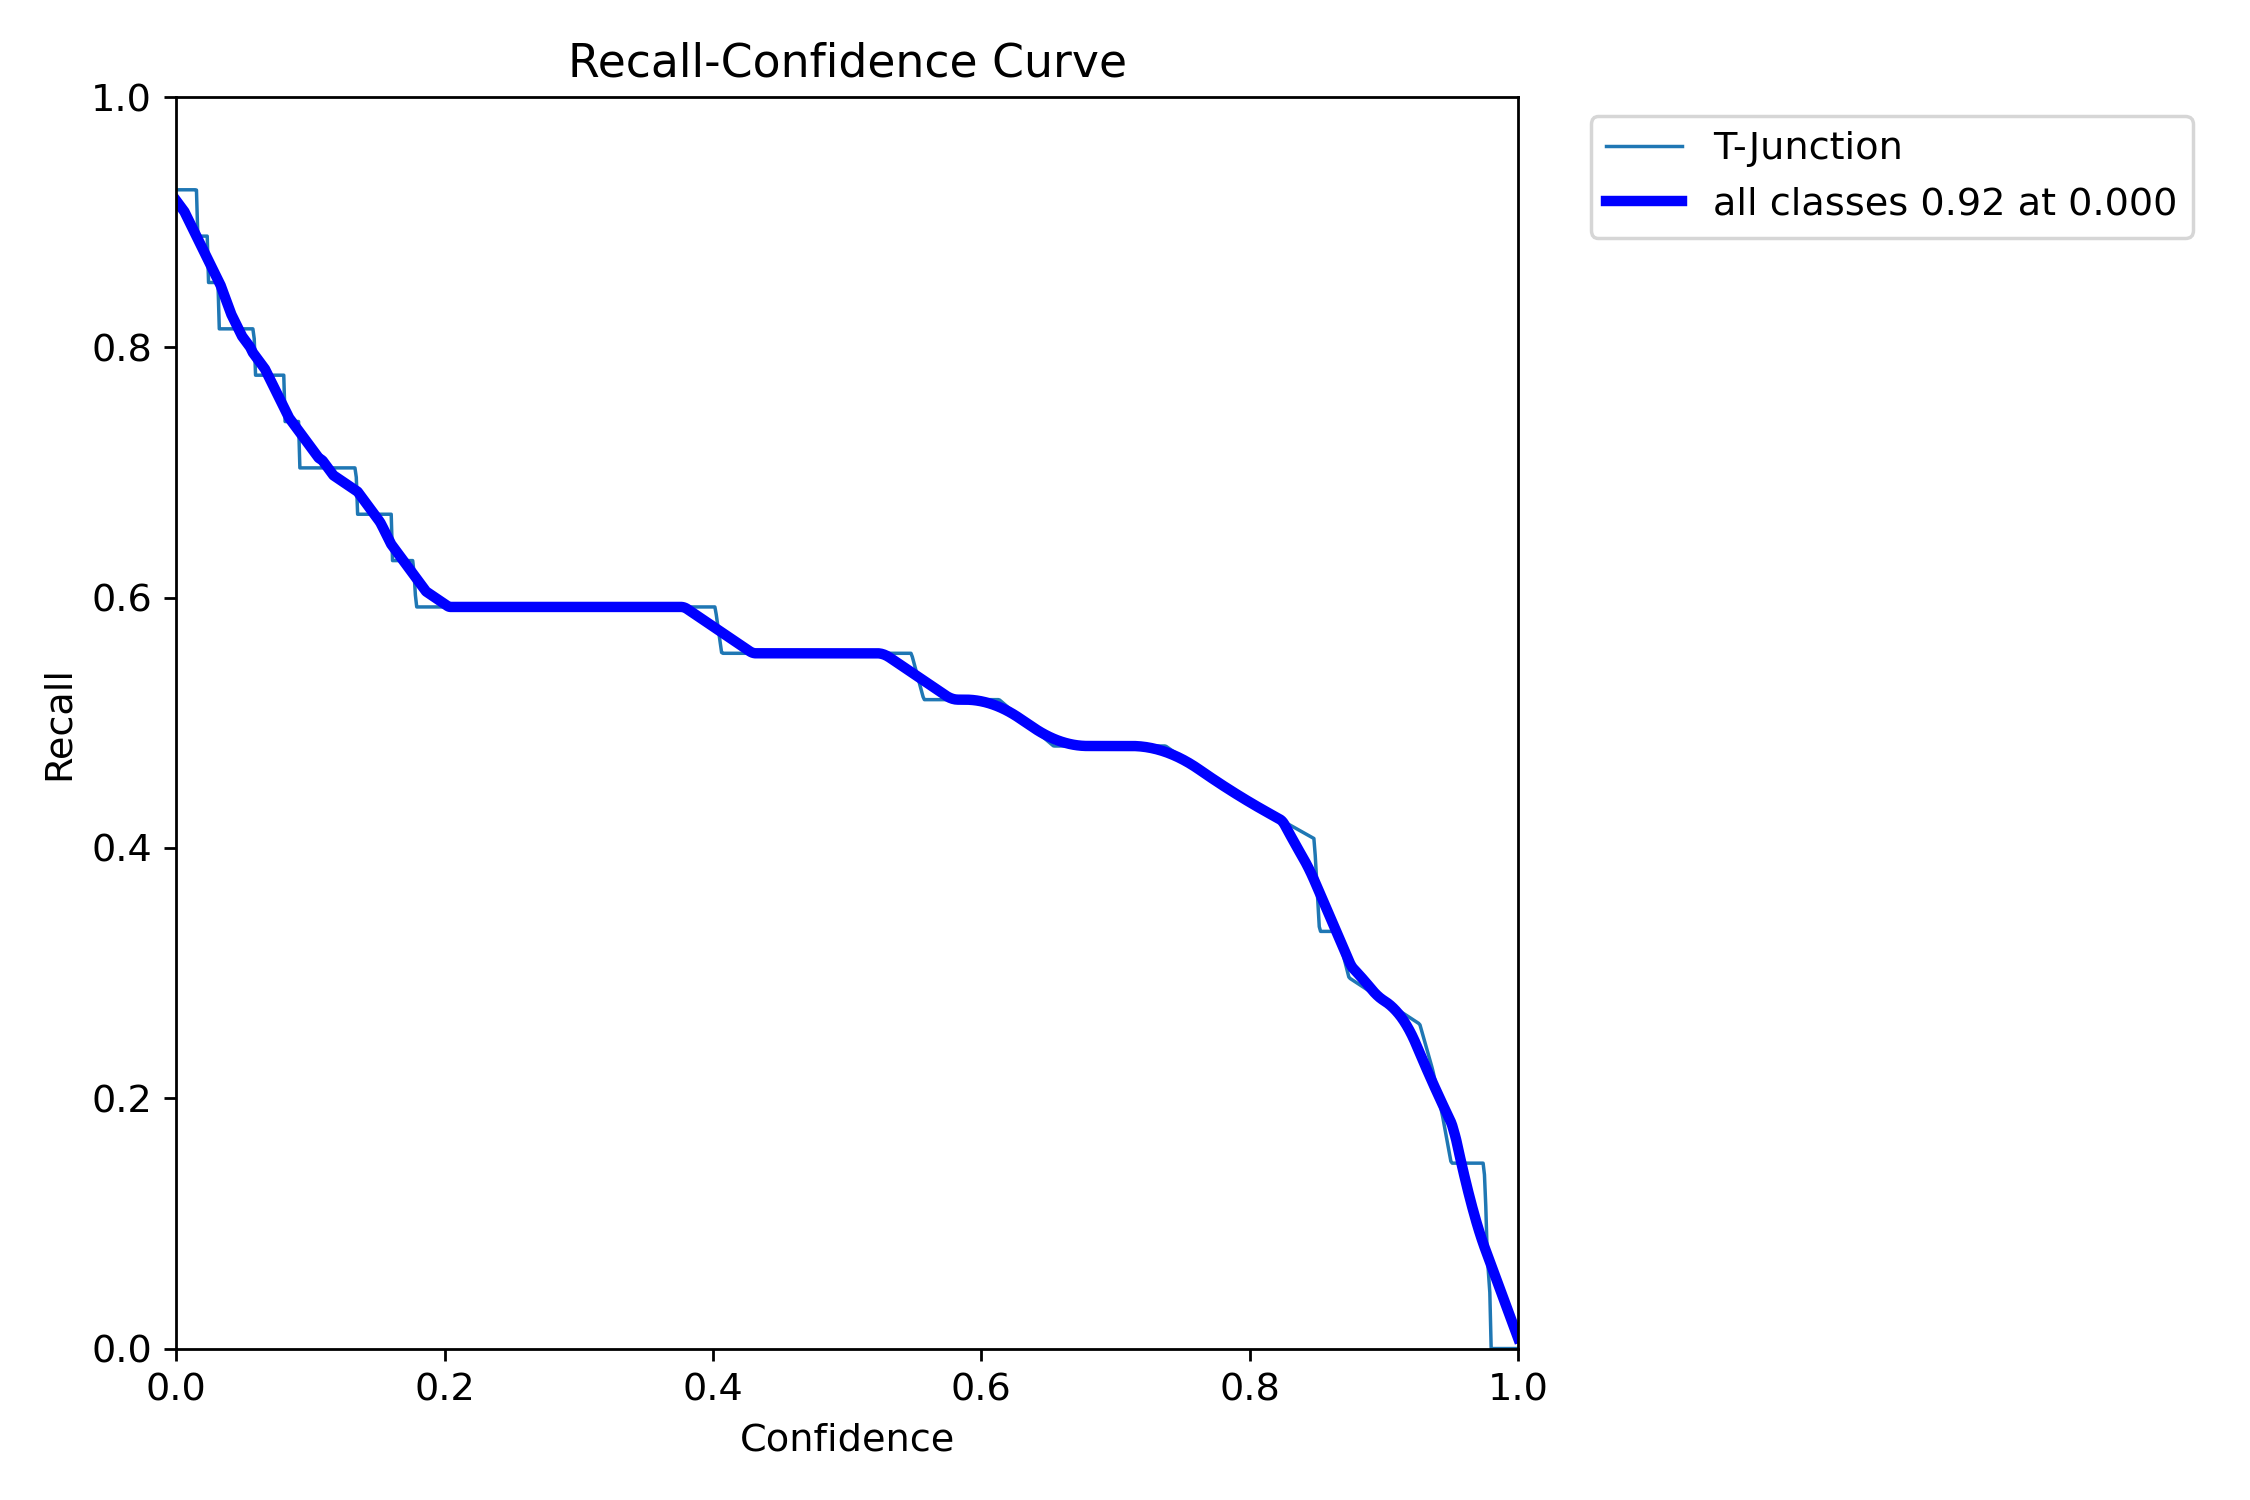 Recall-Confidence Curve
T-Junction
all classes 0.92 at 0.000
1.0
0.8
0.6
0.4
0.2
0.0
Recall
0.0 0.2 0.4 0.6 0.8 1.0
Confidence